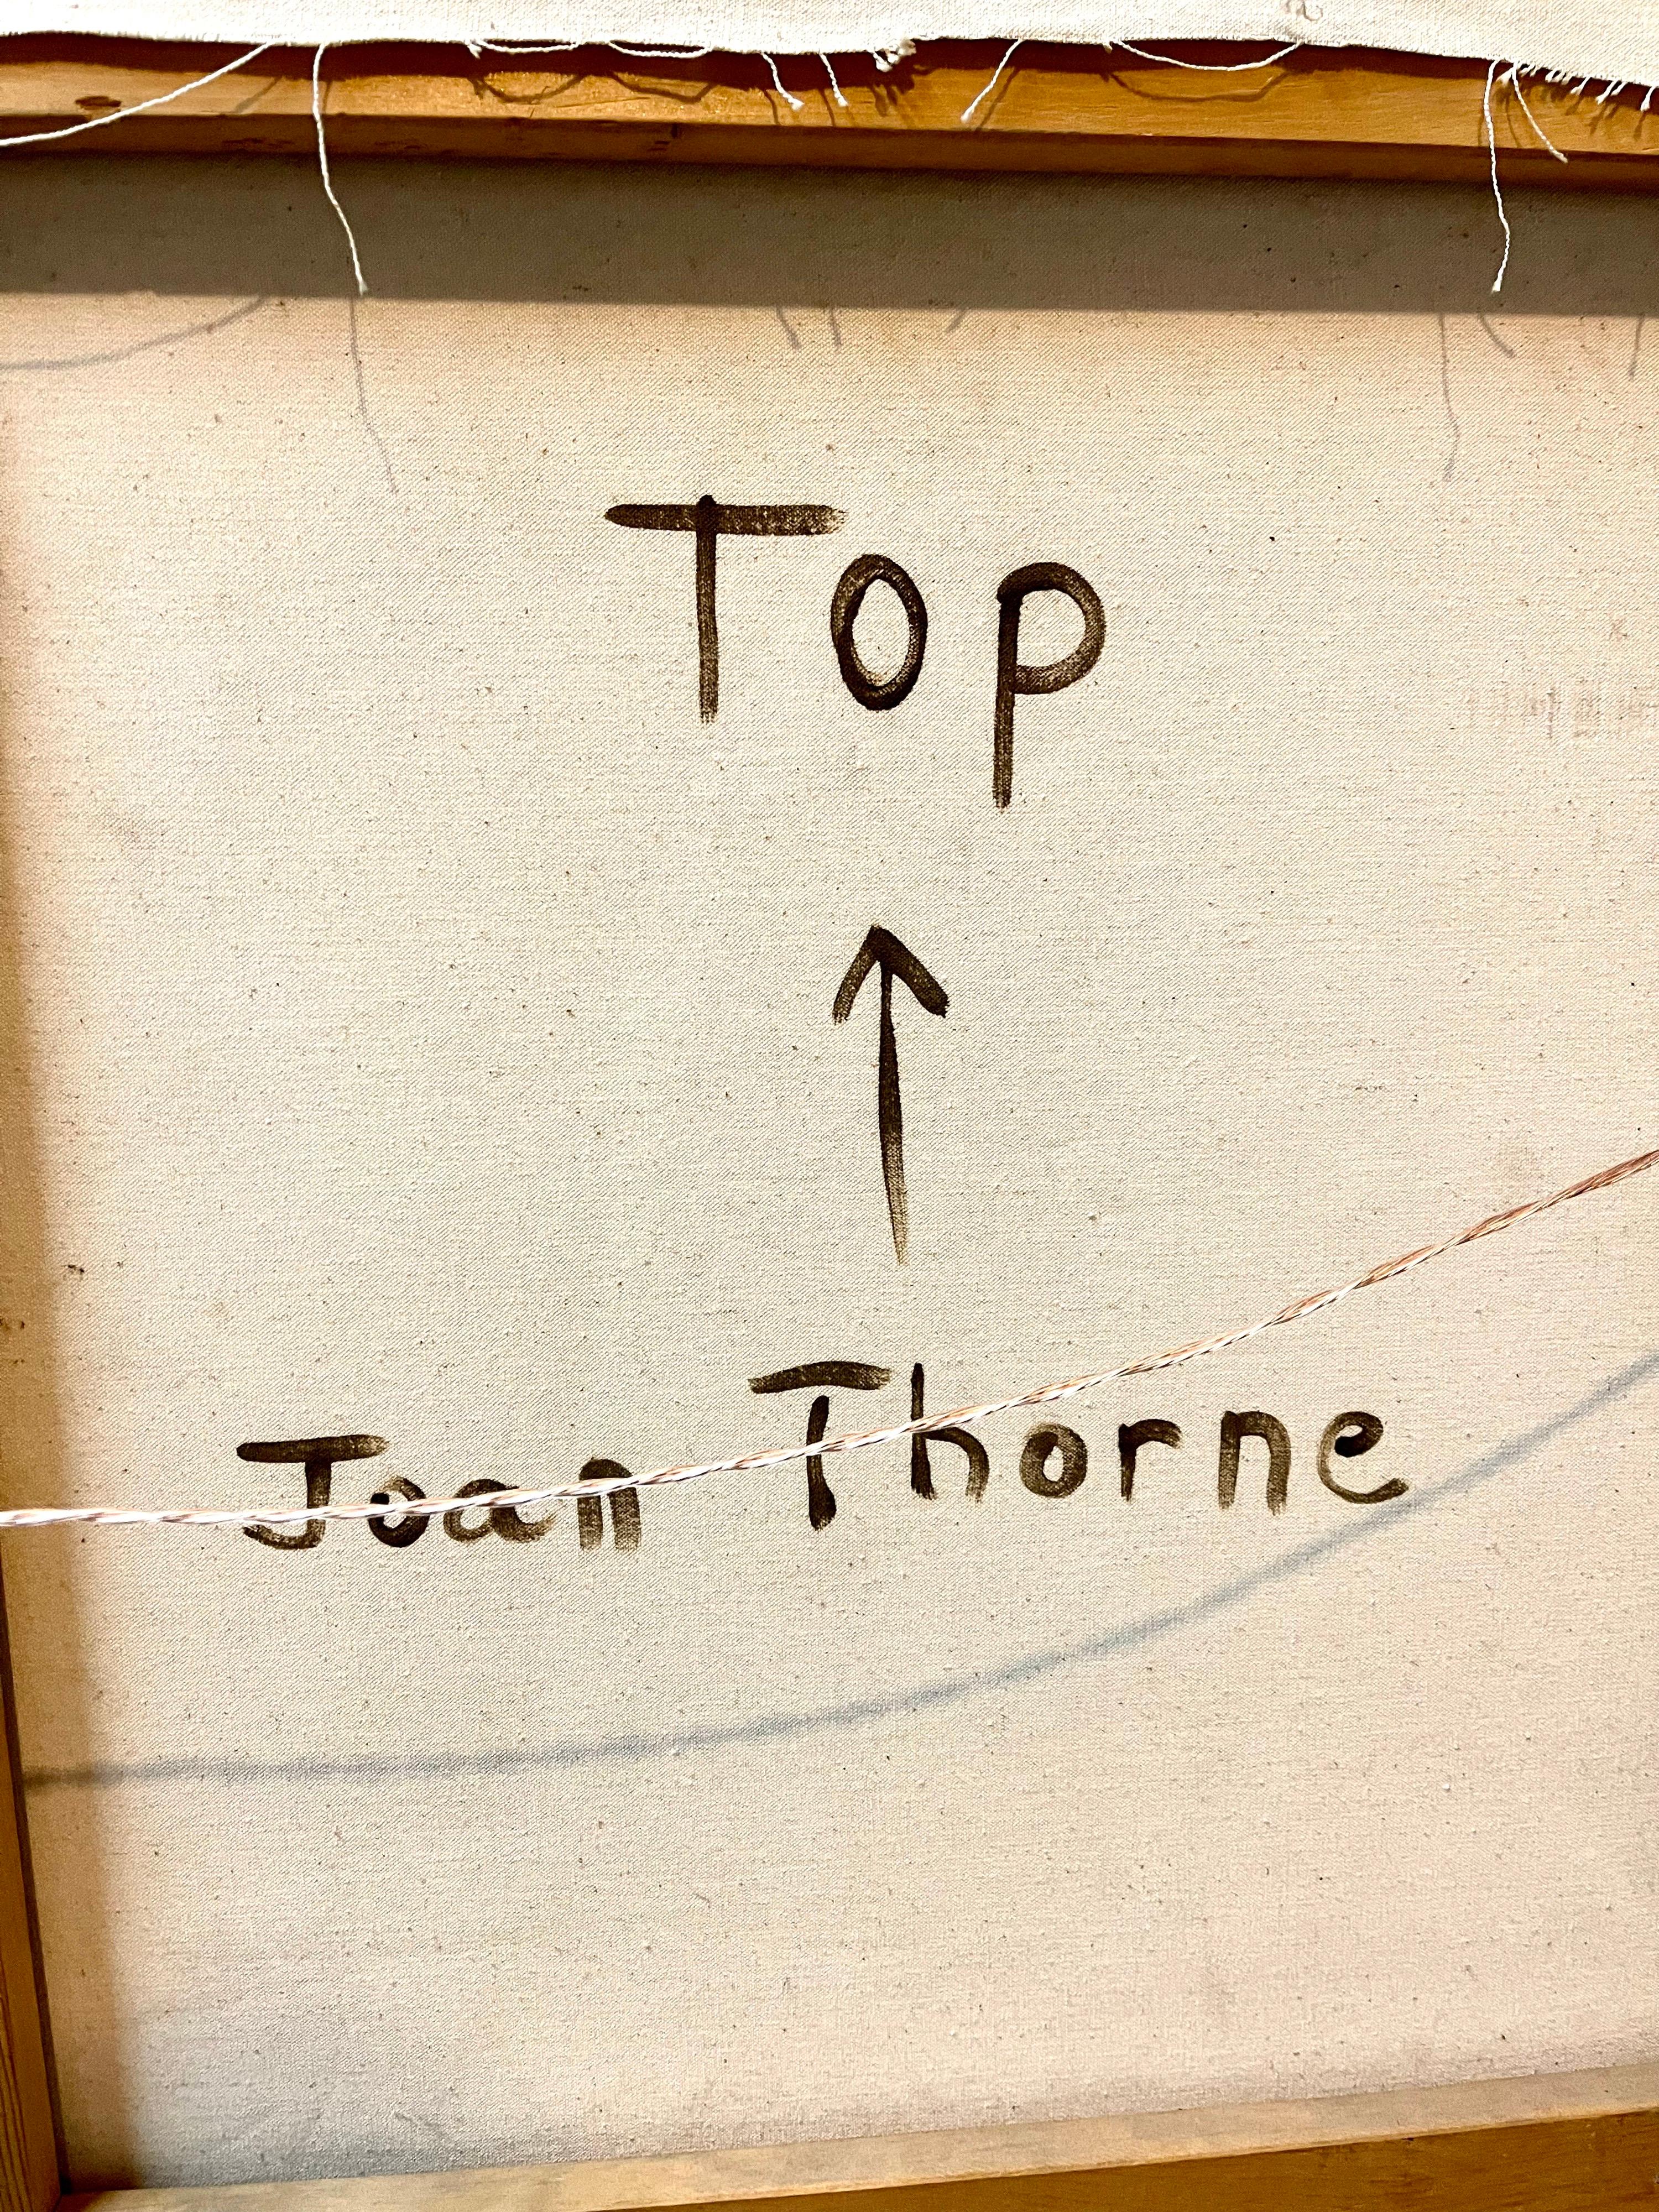 Top
↑
Joan Thorne